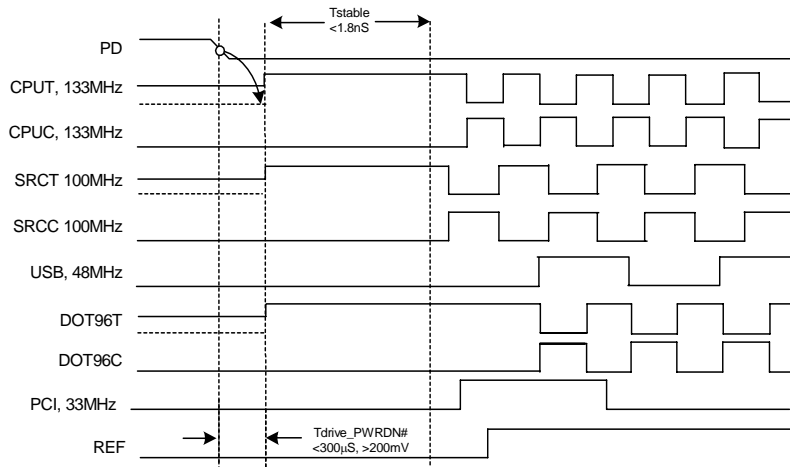 Tstable
<1.8nS
PD
CPUT, 133MHz
CPUC, 133MHz
SRCT 100MHz
SRCC 100MHz
USB, 48MHz
DOT96T
DOT96C
PCI, 33MHz
Tdrive_PWRDN#
<300µS, >200mV
REF